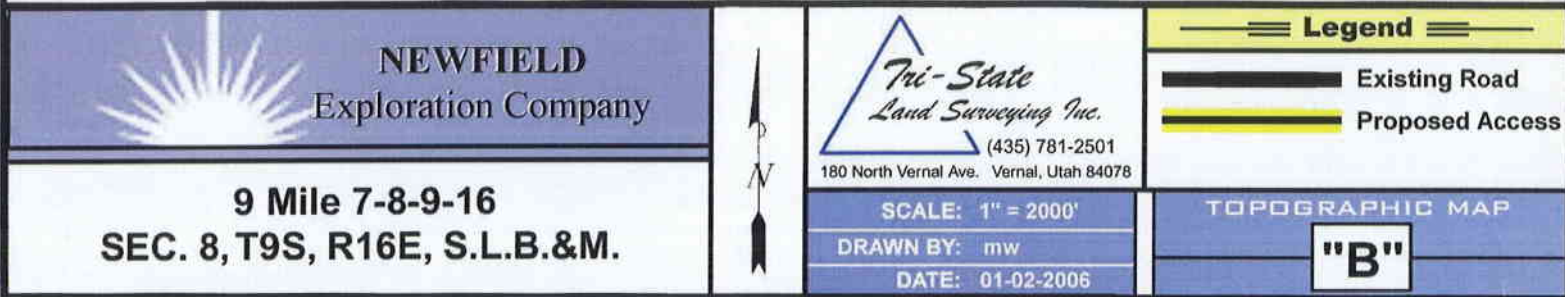 NEWFIELD
Exploration Company
9 Mile 7-8-9-16
SEC. 8, T9S, R16E, S.L.B.&M.
N
Tri-State
Land Surveying Inc.
(435) 781-2501
180 North Vernal Ave. Vernal, Utah 84078
SCALE: 1" = 2000'
DRAWN BY: mw
DATE: 01-02-2006
Legend
Existing Road
Proposed Access
TOPOGRAPHIC MAP
"B"